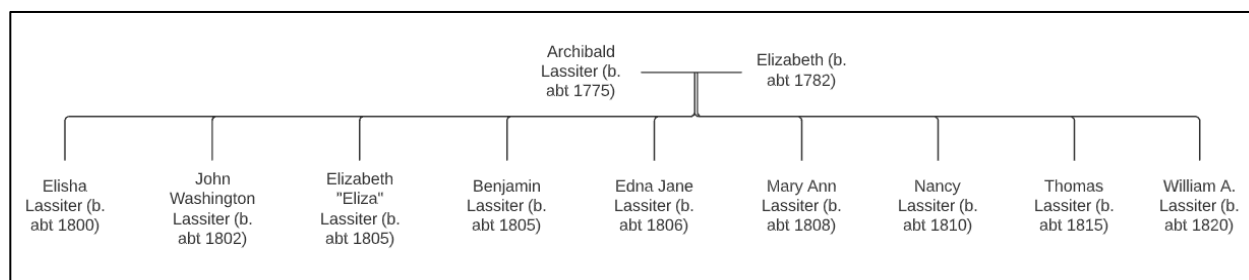 Archibald
Lassiter (b.
abt 1775)
Elizabeth (b.
abt 1782)
Elisha
Lassiter (b.
abt 1800)
John
Washington
Lassiter (b.
abt 1802)
Elizabeth
"Eliza"
Lassiter (b.
abt 1805)
Benjamin
Lassiter (b.
abt 1805)
Edna Jane
Lassiter (b.
abt 1806)
Mary Ann
Lassiter (b.
abt 1808)
Nancy
Lassiter (b.
abt 1810)
Thomas
Lassiter (b.
abt 1815)
William A.
Lassiter (b.
abt 1820)